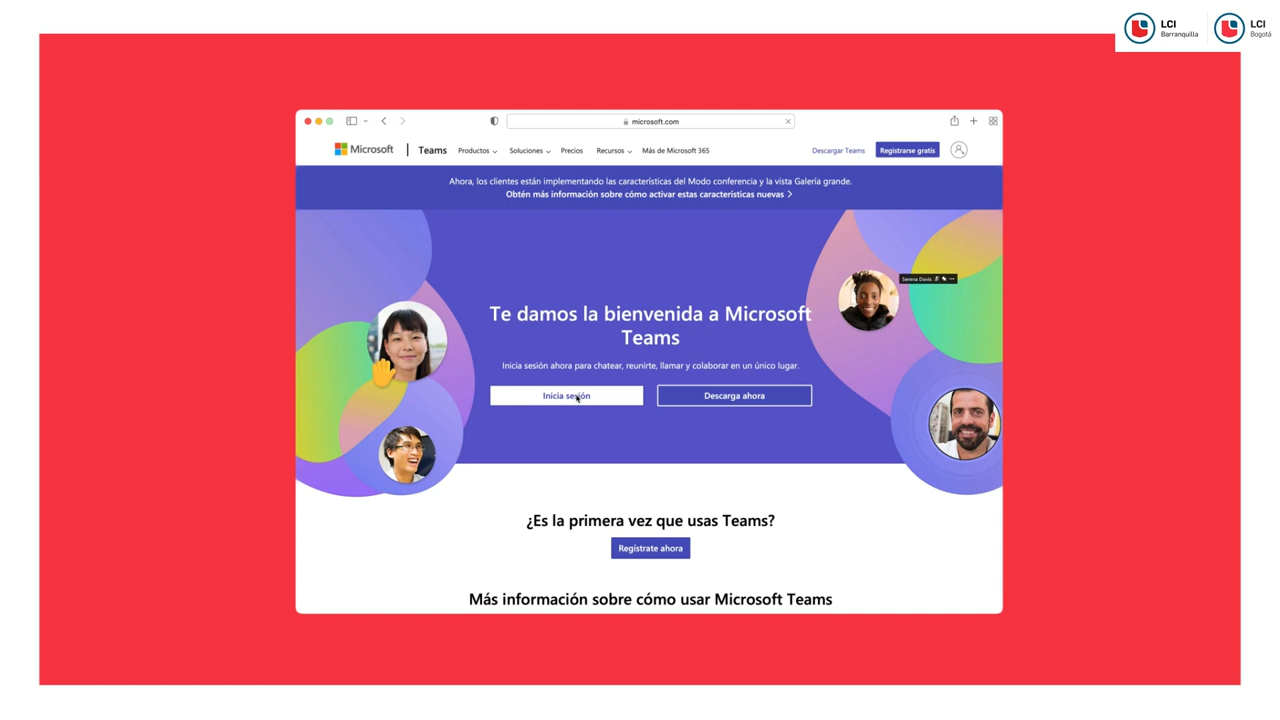 LCI
Barranquilla
LCI
Bogotá
microsoft.com
Microsoft | Teams Productos Soluciones Precios Recursos Más de Microsoft 365 Descargar Teams Registrarse gratis
Ahora, los clientes están implementando las características del Modo conferencia y la vista Galería grande.
Obtén más información sobre cómo activar estas características nuevas
Serena Davis
Te damos la bienvenida a Microsoft
Teams
Inicia sesión ahora para chatear, reunirte, llamar y colaborar en un único lugar.
Inicia sesión Descarga ahora
¿Es la primera vez que usas Teams?
Regístrate ahora
Más información sobre cómo usar Microsoft Teams